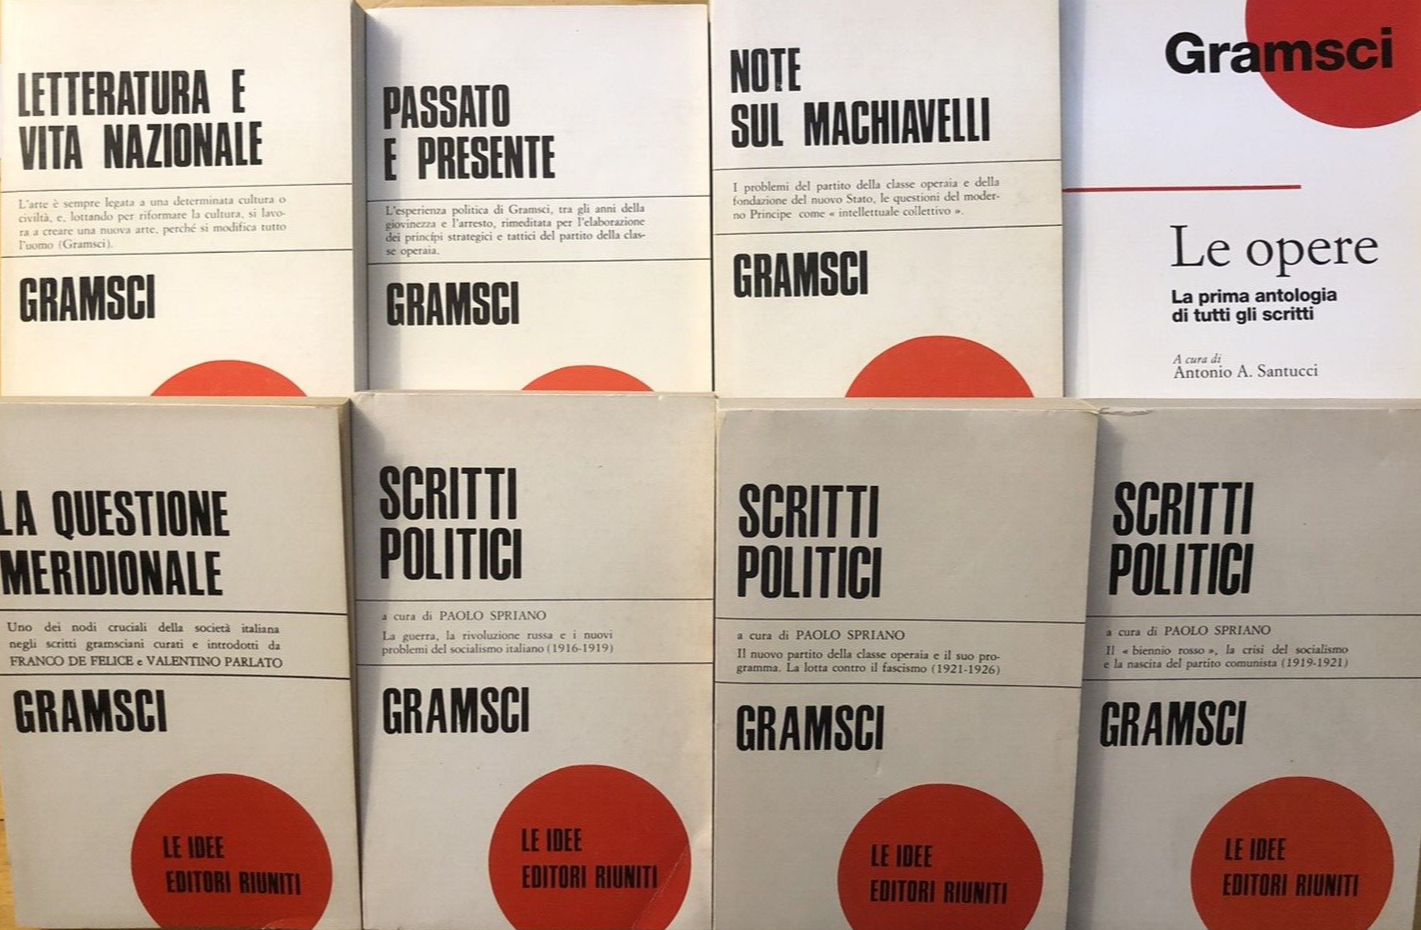 LETTERATURA E
VITA NAZIONALE
L'arte è sempre legata a una determinata cultura o
civiltà, e, lottando per riformare la cultura, si lavo-
ra a creare una nuova arte, perché si modifica tutto
l'uomo (Gramsci).
GRAMSCI
PASSATO
E PRESENTE
L'esperienza politica di Gramsci, tra gli anni della
giovinezza e l'arresto, rimeditata per l'elaborazione
dei princípi strategici e tattici del partito della clas-
se operaia.
GRAMSCI
NOTE
SUL MACHIAVELLI
I problemi del partito della classe operaia e della
fondazione del nuovo Stato, le questioni del moder-
no Principe come « intellettuale collettivo ».
GRAMSCI
Gramsci
Le opere
La prima antologia
di tutti gli scritti
A cura di
Antonio A. Santucci
LA QUESTIONE
MERIDIONALE
Uno dei nodi cruciali della società italiana
negli scritti gramsciani curati e introdotti da
FRANCO DE FELICE e VALENTINO PARLATO
GRAMSCI
LE IDEE
EDITORI RIUNITI
SCRITTI
POLITICI
a cura di PAOLO SPRIANO
La guerra, la rivoluzione russa e i nuovi
problemi del socialismo italiano (1916-1919)
GRAMSCI
LE IDEE
EDITORI RIUNITI
SCRITTI
POLITICI
a cura di PAOLO SPRIANO
Il nuovo partito della classe operaia e il suo pro-
gramma. La lotta contro il fascismo (1921-1926)
GRAMSCI
LE IDEE
EDITORI RIUNITI
SCRITTI
POLITICI
a cura di PAOLO SPRIANO
Il « biennio rosso », la crisi del socialismo
e la nascita del partito comunista (1919-1921)
GRAMSCI
LE IDEE
EDITORI RIUNITI